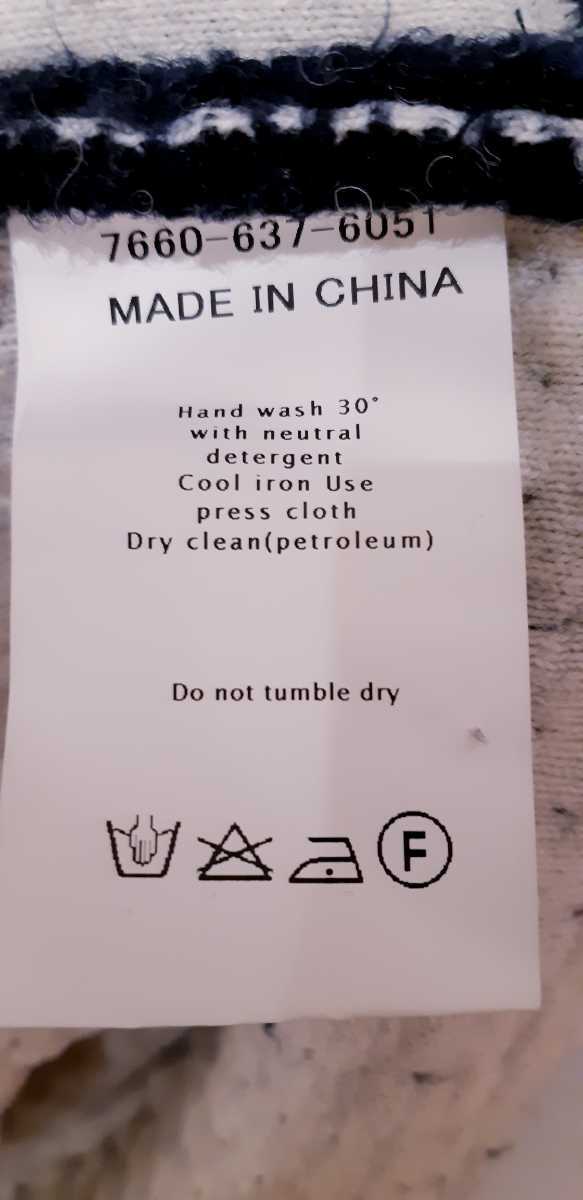 7660-637-6051
MADE IN CHINA
Hand wash 30°
with neutral
detergent
Cool iron Use
press cloth
Dry clean(petroleum)
Do not tumble dry
F